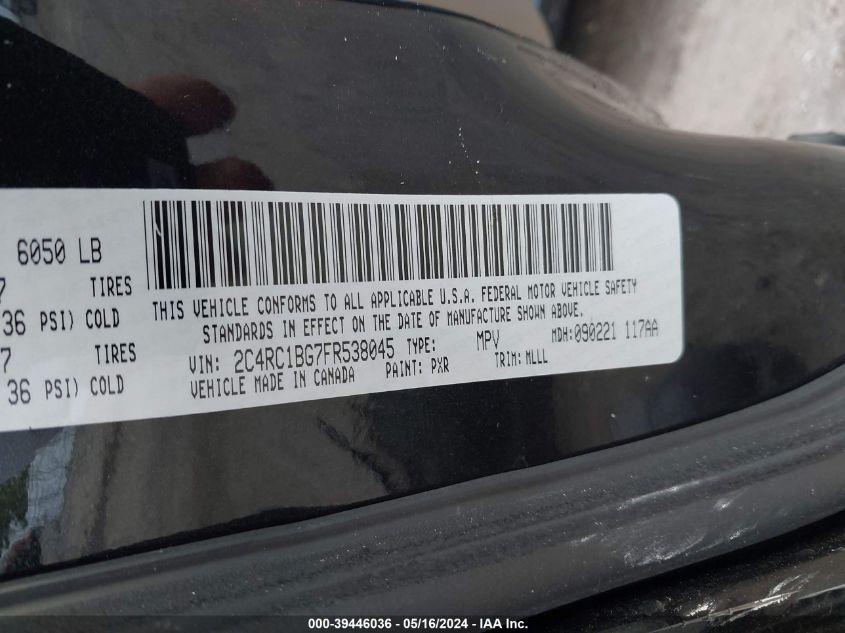 6050 LB
7 TIRES
36 PSI) COLD
7 TIRES
36 PSI) COLD
THIS VEHICLE CONFORMS TO ALL APPLICABLE U.S.A. FEDERAL MOTOR VEHICLE SAFETY
STANDARDS IN EFFECT ON THE DATE OF MANUFACTURE SHOWN ABOVE.
VIN: 2C4RC1BG7FR538045 TYPE: MPV MDH:090221 117AA
VEHICLE MADE IN CANADA PAINT: PXR TRIM: MLLL
000-39446036 - 05/16/2024 - IAA Inc.